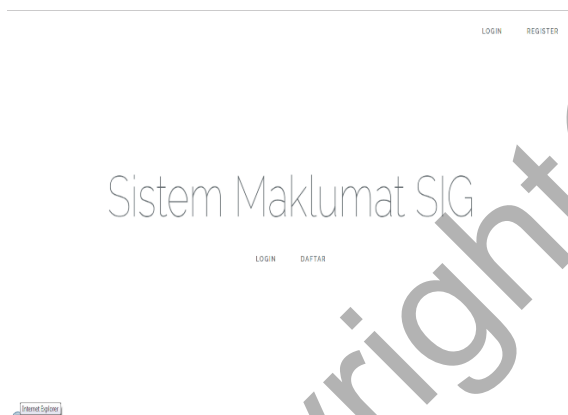 LOGIN REGISTER
Sistem Maklumat SIG
LOGIN DAFTAR
Internet Explorer